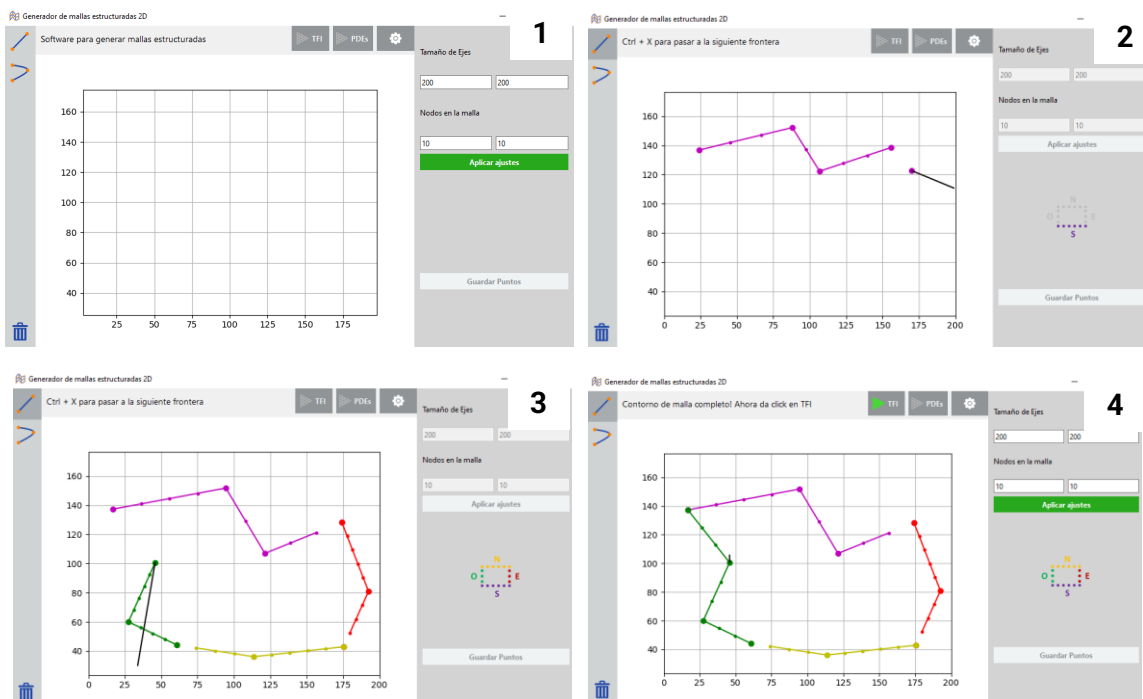 Generador de mallas estructuradas 2D
1
Software para generar mallas estructuradas
TFI
PDEs
Tamaño de Ejes
200
200
Nodos en la malla
10
10
Aplicar ajustes
Guardar Puntos
160
140
120
100
80
60
40
25
50
75
100
125
150
175
Generador de mallas estructuradas 2D
2
Ctrl + X para pasar a la siguiente frontera
TFI
PDEs
Tamaño de Ejes
200
200
Nodos en la malla
10
10
Aplicar ajustes
N
O
E
S
Guardar Puntos
160
140
120
100
80
60
40
0
25
50
75
100
125
150
175
200
Generador de mallas estructuradas 2D
3
Ctrl + X para pasar a la siguiente frontera
TFI
PDEs
Tamaño de Ejes
200
200
Nodos en la malla
10
10
Aplicar ajustes
N
O
E
S
Guardar Puntos
160
140
120
100
80
60
40
0
25
50
75
100
125
150
175
200
Generador de mallas estructuradas 2D
4
Contorno de malla completo! Ahora da click en TFI
TFI
PDEs
Tamaño de Ejes
200
200
Nodos en la malla
10
10
Aplicar ajustes
N
O
E
S
Guardar Puntos
160
140
120
100
80
60
40
0
25
50
75
100
125
150
175
200